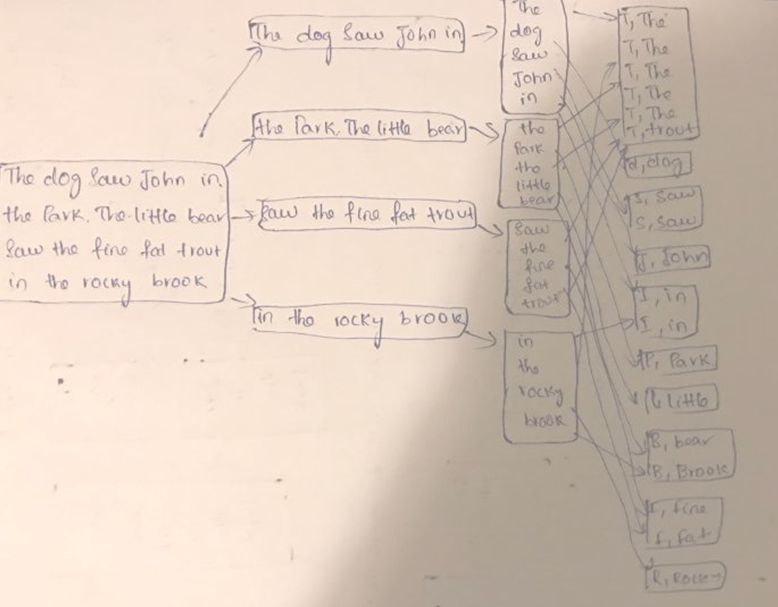 The dog Saw John in.
the Park. The little bear
Saw the fine fat trout
in the rocky brook
The dog Saw John in
the Park. The little bear
Saw the fine fat trout
in the rocky brook
The
dog
Saw
John
in
the
Park
the
little
bear
Saw
the
fine
fat
trout
in
the
rocky
brook
T, The
T, The
T, The
T, The
T, The
T, trout
d, dog
S, Saw
S, Saw
J, John
I, in
I, in
P, Park
L, little
B, bear
B, Brook
f, fine
f, fat
R, Rocky